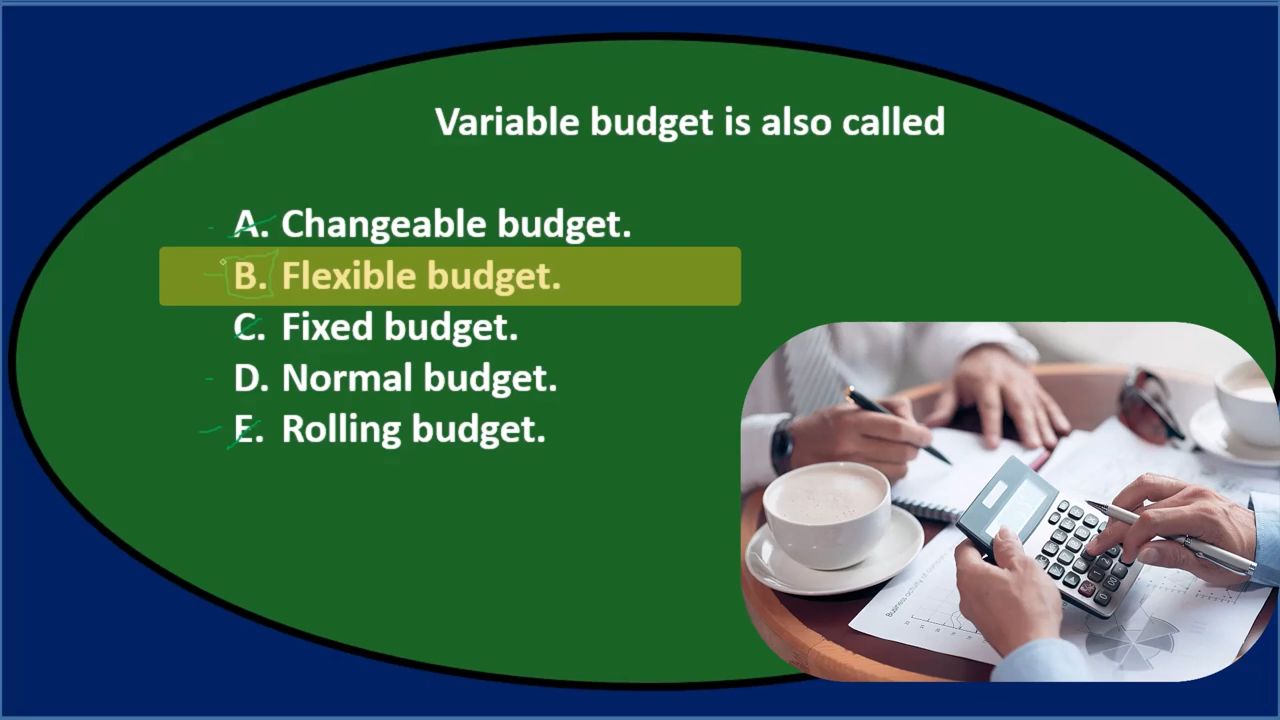 Variable budget is also called
A. Changeable budget.
B. Flexible budget.
C. Fixed budget.
D. Normal budget.
E. Rolling budget.